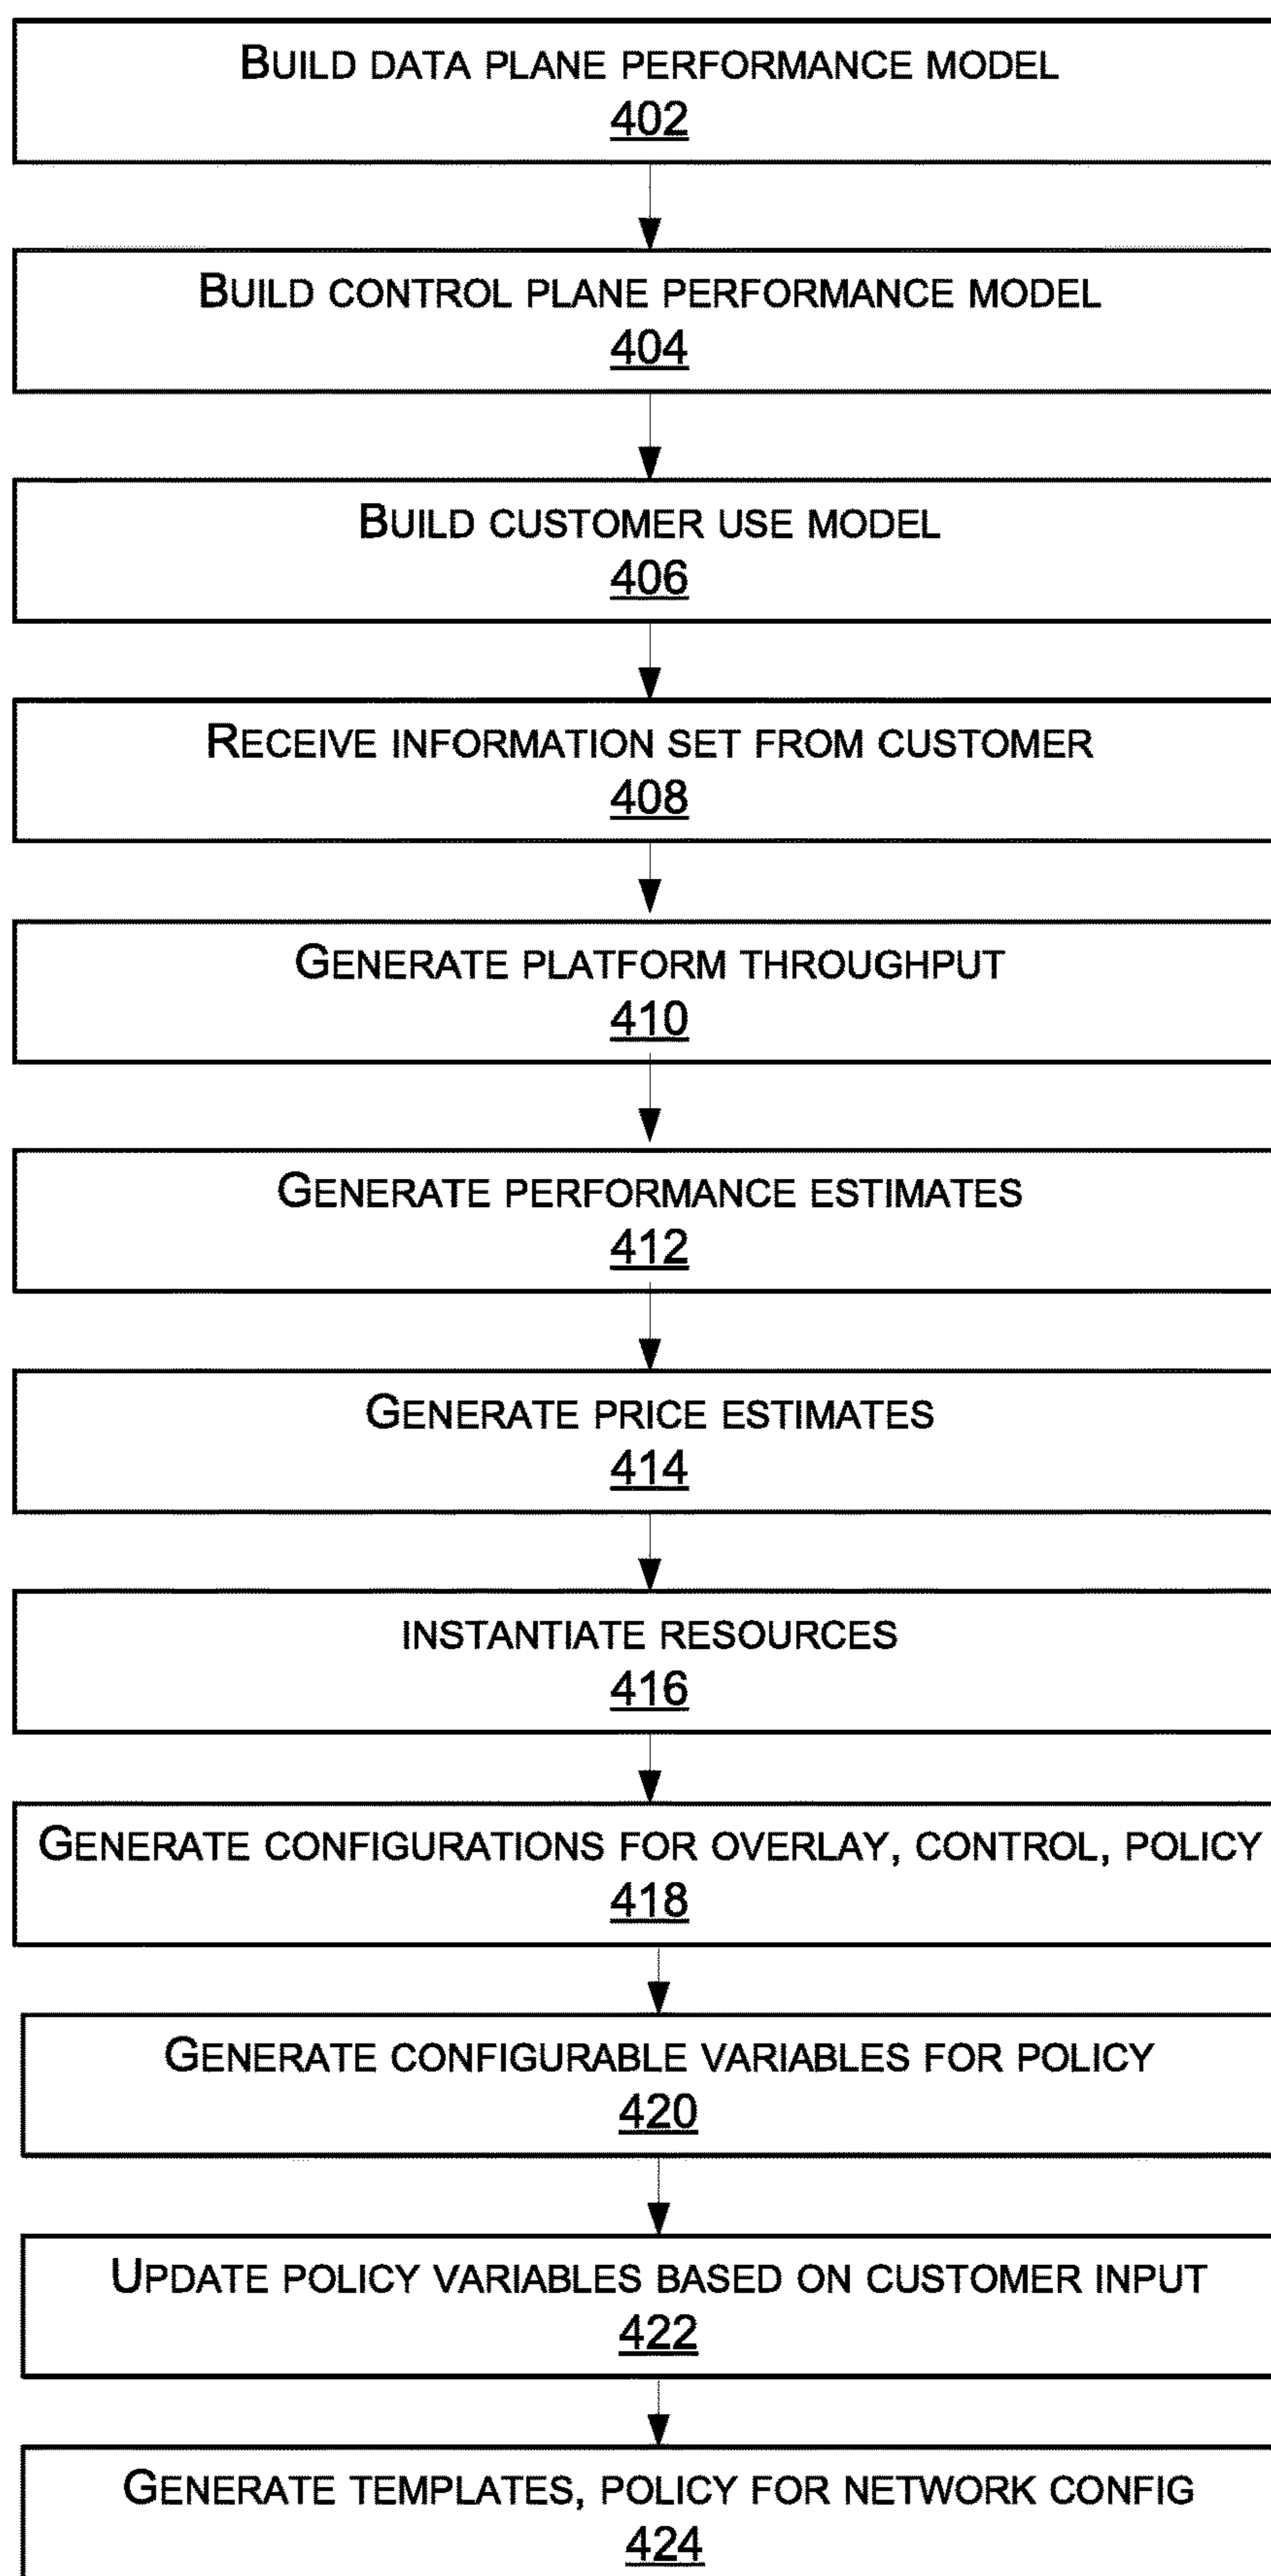 BUILD DATA PLANE PERFORMANCE MODEL
402
BUILD CONTROL PLANE PERFORMANCE MODEL
404
BUILD CUSTOMER USE MODEL
406
RECEIVE INFORMATION SET FROM CUSTOMER
408
GENERATE PLATFORM THROUGHPUT
410
GENERATE PERFORMANCE ESTIMATES
412
GENERATE PRICE ESTIMATES
414
INSTANTIATE RESOURCES
416
GENERATE CONFIGURATIONS FOR OVERLAY, CONTROL, POLICY
418
GENERATE CONFIGURABLE VARIABLES FOR POLICY
420
UPDATE POLICY VARIABLES BASED ON CUSTOMER INPUT
422
GENERATE TEMPLATES, POLICY FOR NETWORK CONFIG
424